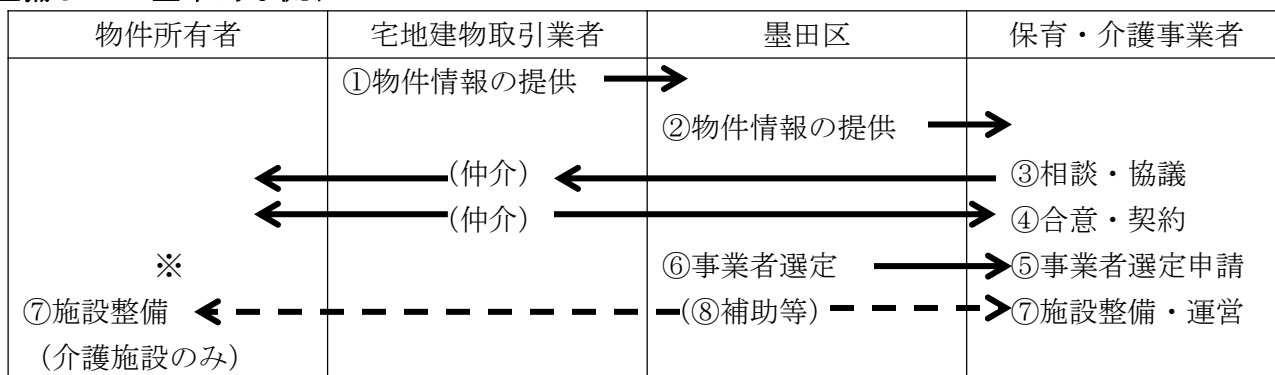 物件所有者 宅地建物取引業者 墨田区 保育・介護事業者
①物件情報の提供
②物件情報の提供
(仲介) ③相談・協議
(仲介) ④合意・契約
※ ⑥事業者選定 ⑤事業者選定申請
⑦施設整備 (⑧補助等) ⑦施設整備・運営
(介護施設のみ)